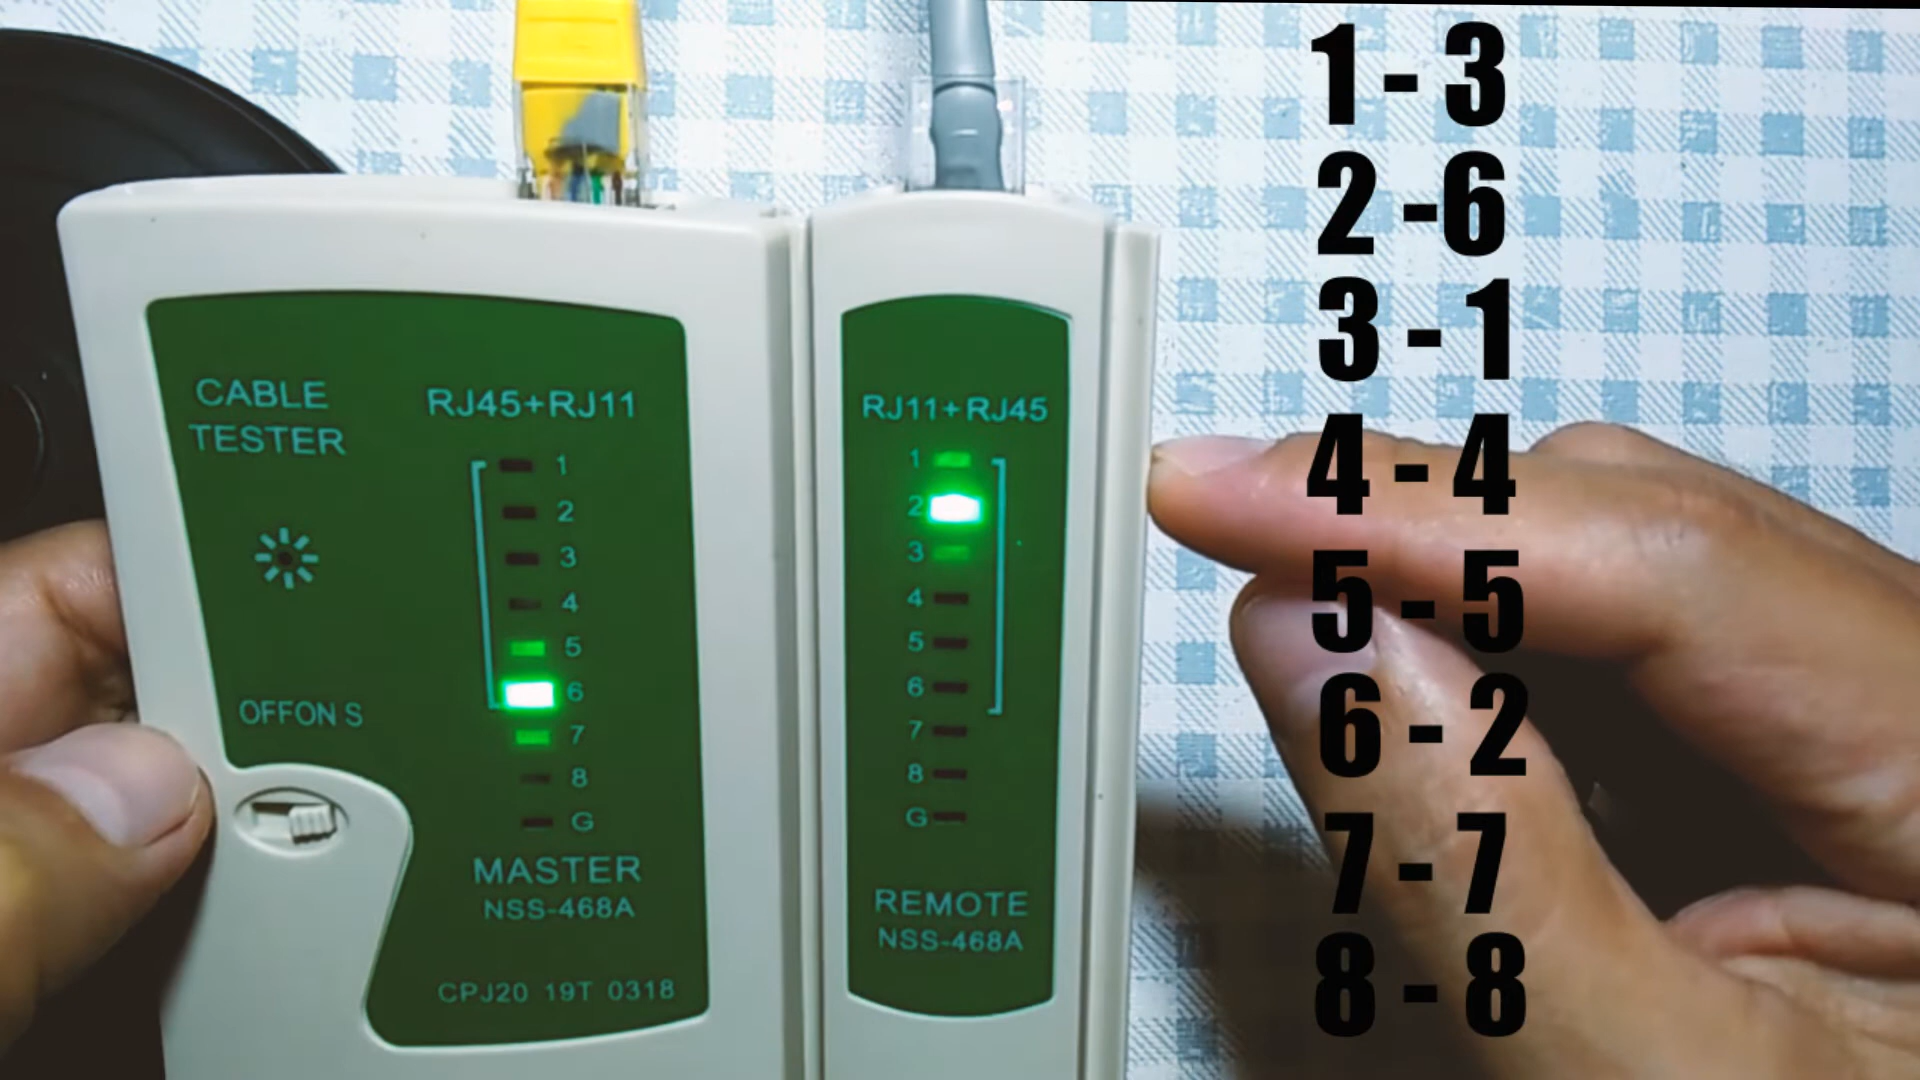 CABLE
TESTER
OFFON S
RJ45+RJ11
1
2
3
4
5
6
7
8
G
MASTER
NSS-468A
CPJ20 19T 0318
RJ11+RJ45
1
2
3
4
5
6
7
8
G
REMOTE
NSS-468A
1 - 3
2 -6
3 - 1
4 - 4
5 - 5
6 - 2
7 - 7
8 - 8